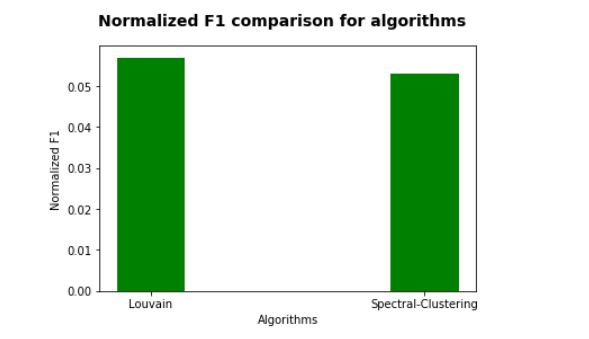 Normalized F1 comparison for algorithms
0.05
0.04
0.03
0.02
0.01
0.00
Normalized F1
Louvain
Spectral-Clustering
Algorithms